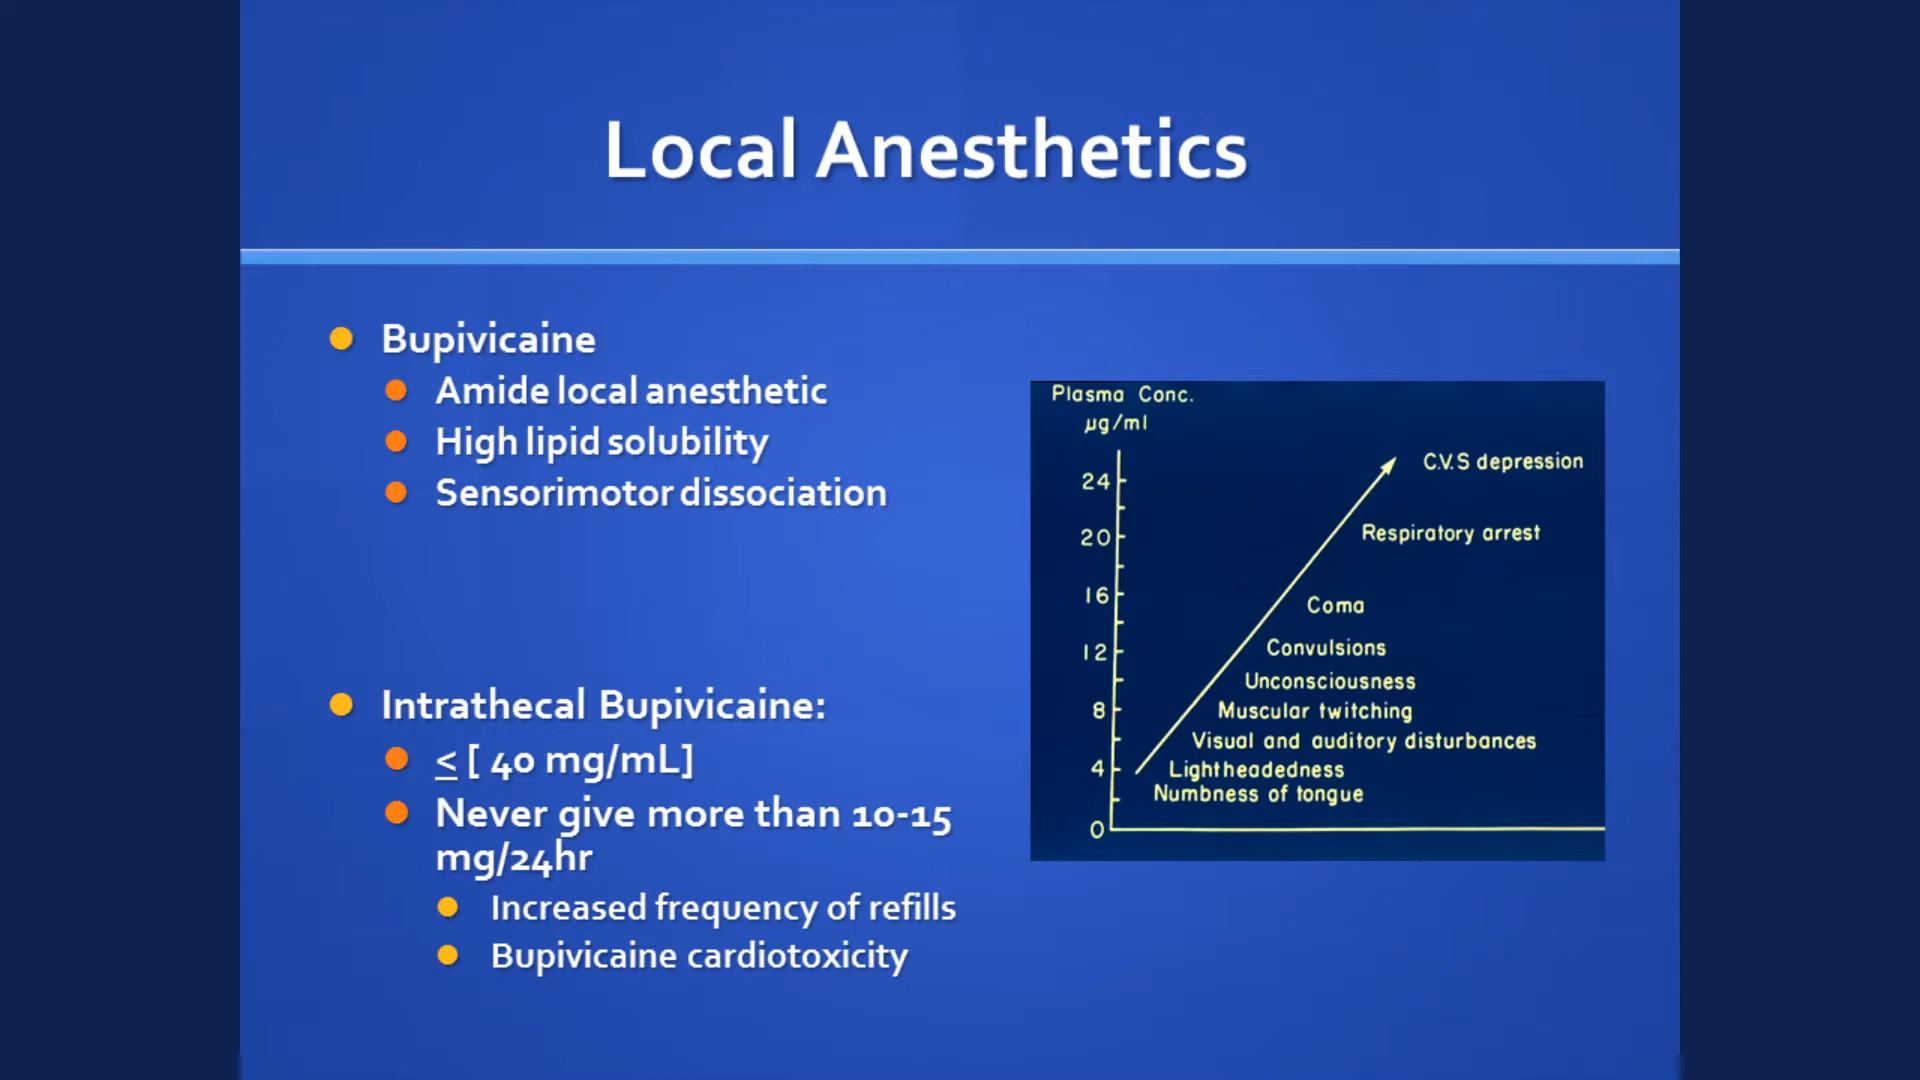 Local Anesthetics
Bupivicaine
Amide local anesthetic
High lipid solubility
Sensorimotor dissociation
Intrathecal Bupivicaine:
≤ [ 40 mg/mL]
Never give more than 10-15
mg/24hr
Increased frequency of refills
Bupivicaine cardiotoxicity
Plasma Conc.
µg/ml
24
20
16
12
8
4
0
C.V.S depression
Respiratory arrest
Coma
Convulsions
Unconsciousness
Muscular twitching
Visual and auditory disturbances
Lightheadedness
Numbness of tongue